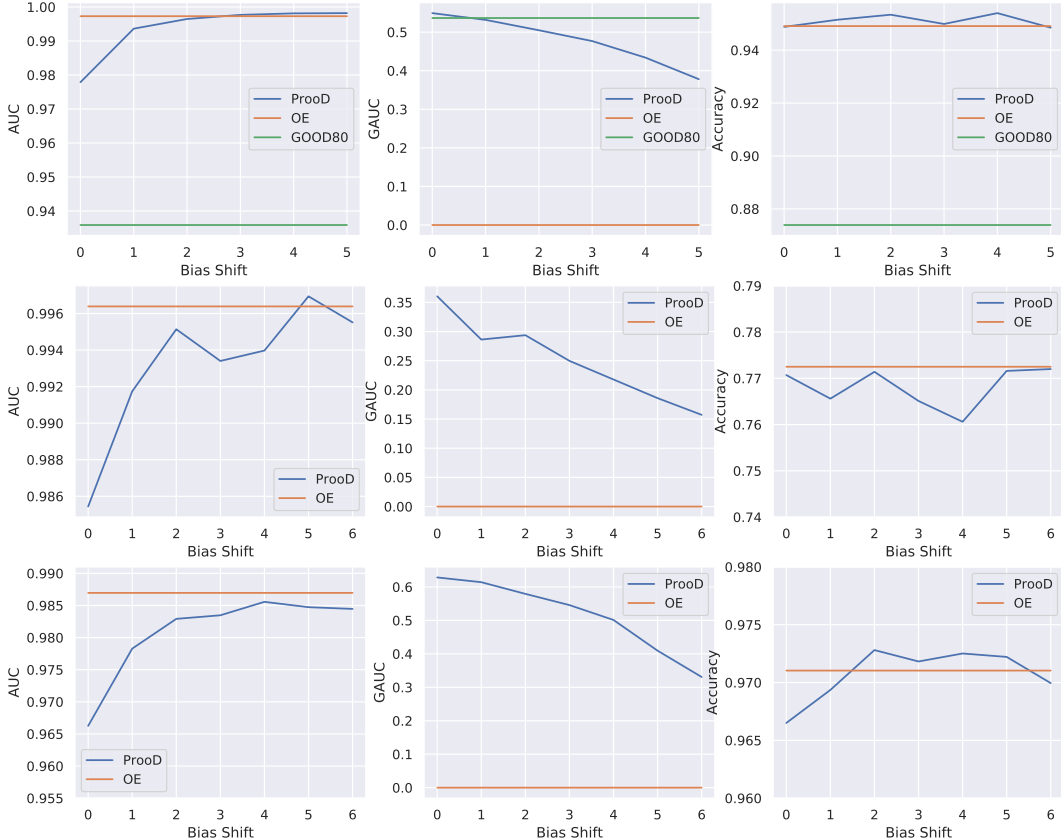 AUC
1.00
0.99
0.98
0.97
0.96
0.95
0.94
0 1 2 3 4 5
Bias Shift
ProoD
OE
GOOD80
GAUC
0.5
0.4
0.3
0.2
0.1
0.0
0 1 2 3 4 5
Bias Shift
ProoD
OE
GOOD80
Accuracy
0.94
0.92
0.90
0.88
0 1 2 3 4 5
Bias Shift
ProoD
OE
GOOD80
AUC
0.996
0.994
0.992
0.990
0.988
0.986
0 1 2 3 4 5 6
Bias Shift
ProoD
OE
GAUC
0.35
0.30
0.25
0.20
0.15
0.10
0.05
0.00
0 1 2 3 4 5 6
Bias Shift
ProoD
OE
Accuracy
0.79
0.78
0.77
0.76
0.75
0.74
0 1 2 3 4 5 6
Bias Shift
ProoD
OE
AUC
0.990
0.985
0.980
0.975
0.970
0.965
0.960
0.955
0 1 2 3 4 5 6
Bias Shift
ProoD
OE
GAUC
0.6
0.5
0.4
0.3
0.2
0.1
0.0
0 1 2 3 4 5 6
Bias Shift
ProoD
OE
Accuracy
0.980
0.975
0.970
0.965
0.960
0 1 2 3 4 5 6
Bias Shift
ProoD
OE